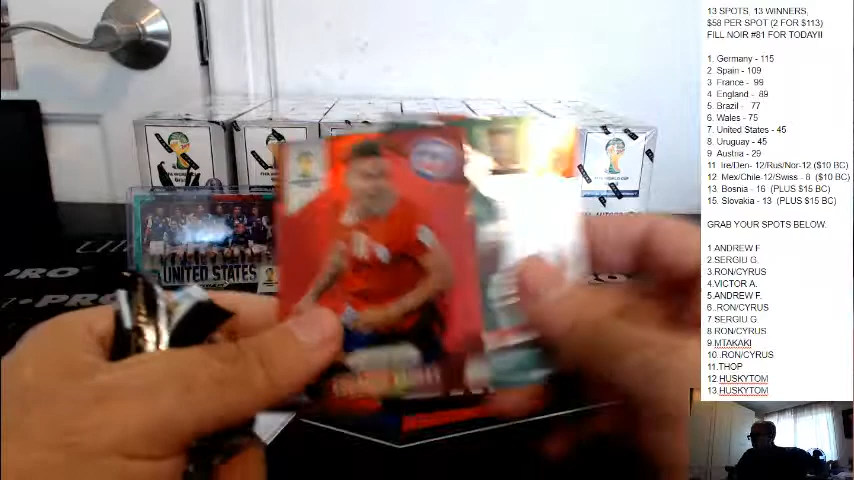 13 SPOTS, 13 WINNERS,
$58 PER SPOT (2 FOR $113)
FILL NOIR #81 FOR TODAY!!
1. Germany - 115
2 Spain - 109
3 France - 99
4 England - 89
5. Brazil - 77
6. Wales - 75
7. United States - 45
8. Uruguay - 45
9. Austria - 29
11 Ire/Den- 12/Rus/Nor-12 ($10 BC)
12 Mex/Chile-12/Swiss - 8 ($10 BC)
13. Bosnia - 16 (PLUS $15 BC)
15. Slovakia - 13 (PLUS $15 BC)
GRAB YOUR SPOTS BELOW.
1 ANDREW F
2 SERGIU G.
3.RON/CYRUS
4.VICTOR A.
5.ANDREW F.
6..RON/CYRUS
7 SERGIU G.
8 RON/CYRUS
9.MTAKAKI
10..RON/CYRUS
11.THOP
12.HUSKYTOM
13.HUSKYTOM
UNITED STATES
PRO
PRO